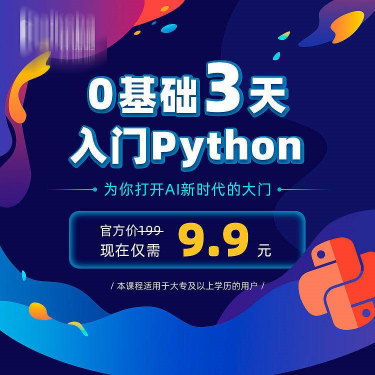 0基础3天
入门Python
为你打开AI新时代的大门
官方价199
现在仅需 9.9 元
/ 本课程适用于大专及以上学历的用户 /